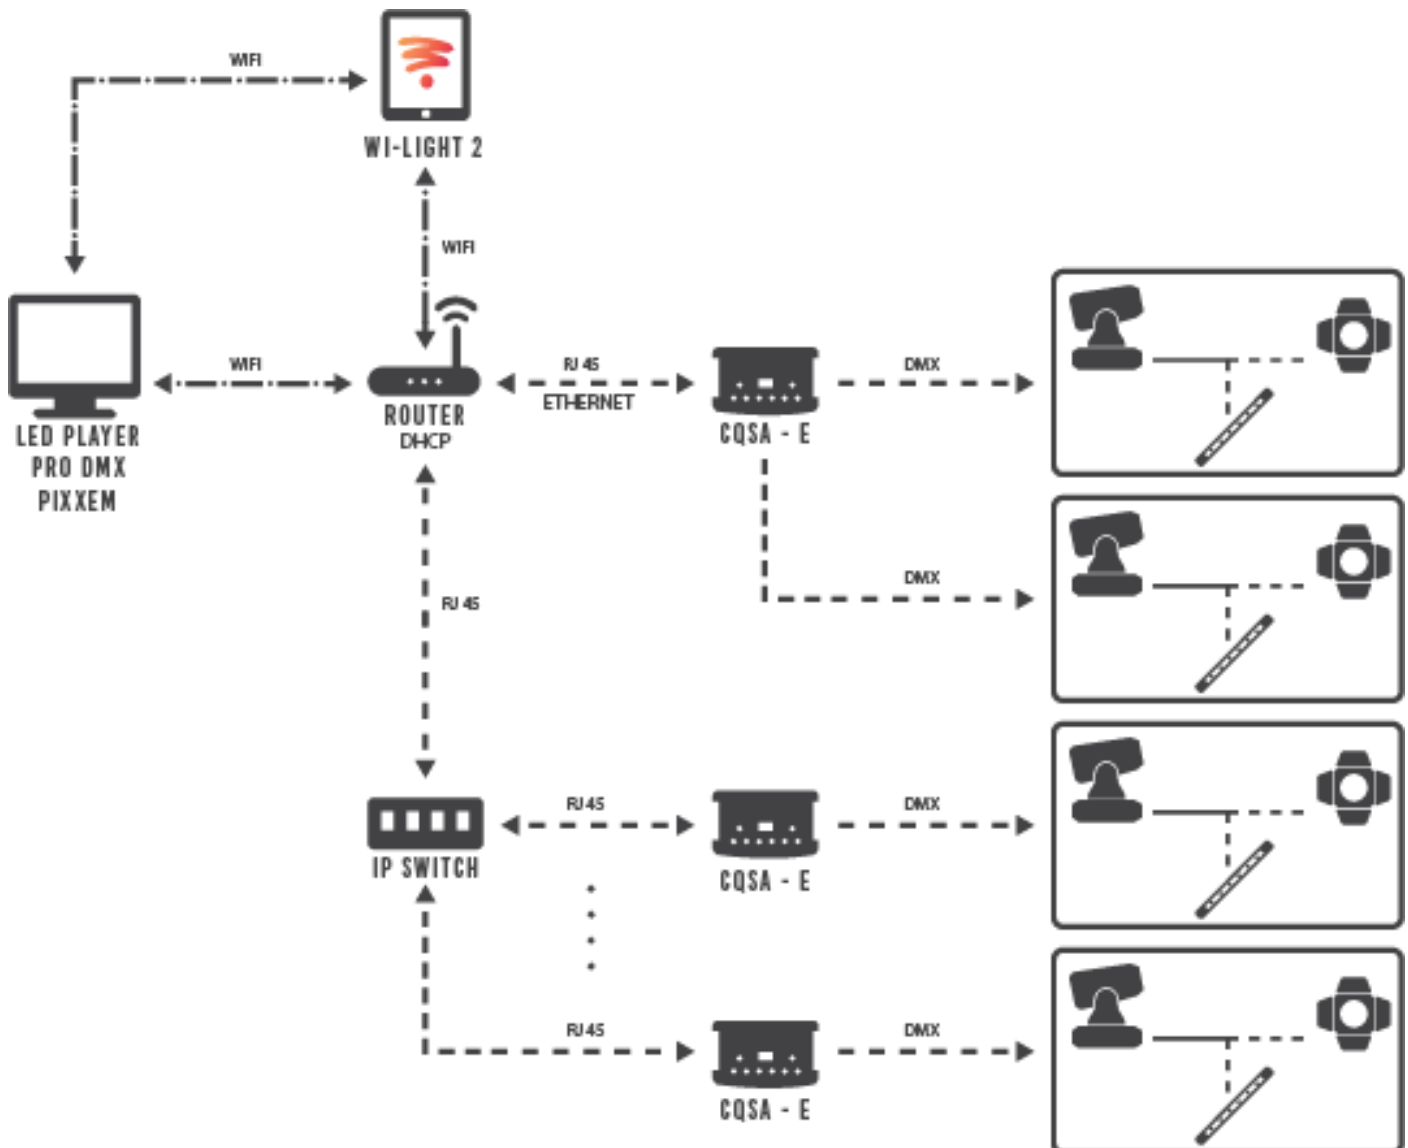 WIFI
WI-LIGHT 2
WIFI
WIFI
LED PLAYER
PRO DMX
PIXXEM
ROUTER
DHCP
RJ 45
ETHERNET
CQSA - E
DMX
DMX
RJ 45
IP SWITCH
RJ 45
CQSA - E
DMX
RJ 45
CQSA - E
DMX